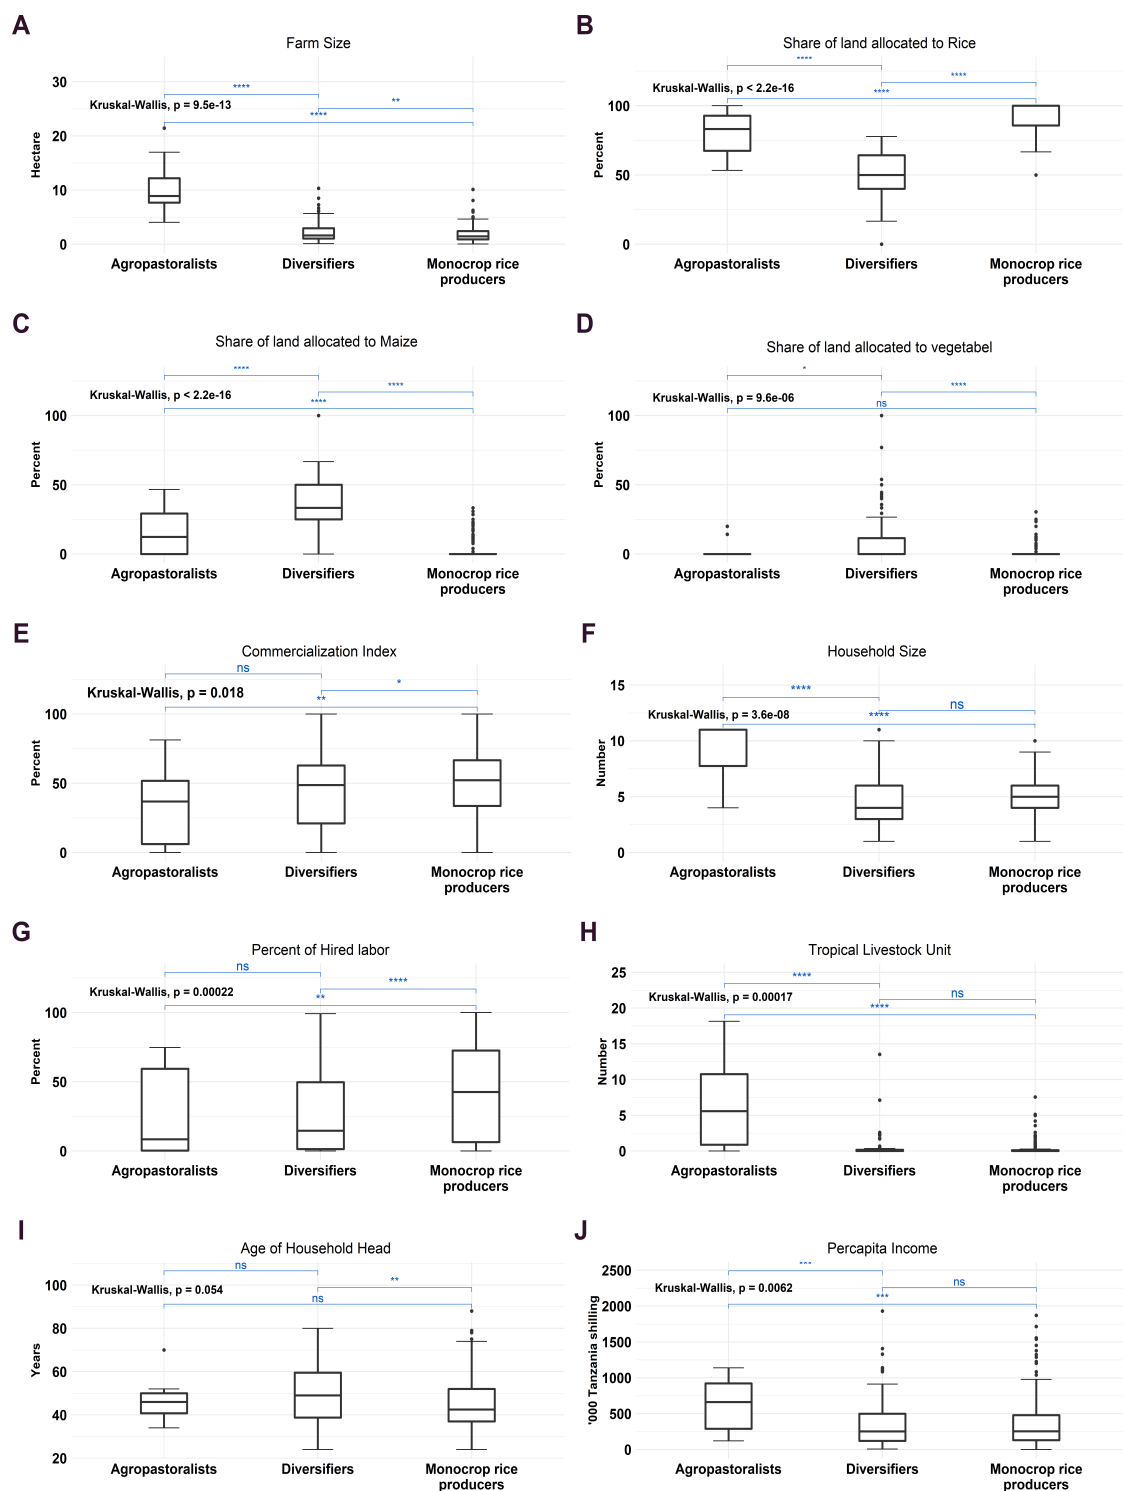 A
Farm Size
30
20
10
0
Hectare
Kruskal-Wallis, p = 9.5e-13
****
**
****
Agropastoralists Diversifiers Monocrop rice
producers
B
Share of land allocated to Rice
100
50
0
Percent
Kruskal-Wallis, p < 2.2e-16
****
****
****
Agropastoralists Diversifiers Monocrop rice
producers
C
Share of land allocated to Maize
100
50
0
Percent
Kruskal-Wallis, p < 2.2e-16
****
****
****
Agropastoralists Diversifiers Monocrop rice
producers
D
Share of land allocated to vegetabel
100
50
0
Percent
Kruskal-Wallis, p = 9.6e-06
*
****
ns
Agropastoralists Diversifiers Monocrop rice
producers
E
Commercialization Index
100
50
0
Percent
Kruskal-Wallis, p = 0.018
ns
*
**
Agropastoralists Diversifiers Monocrop rice
producers
F
Household Size
15
10
5
0
Number
Kruskal-Wallis, p = 3.6e-08
****
ns
****
Agropastoralists Diversifiers Monocrop rice
producers
G
Percent of Hired labor
100
50
0
Percent
Kruskal-Wallis, p = 0.00022
ns
****
**
Agropastoralists Diversifiers Monocrop rice
producers
H
Tropical Livestock Unit
25
20
15
10
5
0
Number
Kruskal-Wallis, p = 0.00017
****
ns
****
Agropastoralists Diversifiers Monocrop rice
producers
I
Age of Household Head
100
80
60
40
20
Years
Kruskal-Wallis, p = 0.054
ns
**
ns
Agropastoralists Diversifiers Monocrop rice
producers
J
Percapita Income
2500
2000
1500
1000
500
0
'000 Tanzania shilling
Kruskal-Wallis, p = 0.0062
***
ns
***
Agropastoralists Diversifiers Monocrop rice
producers